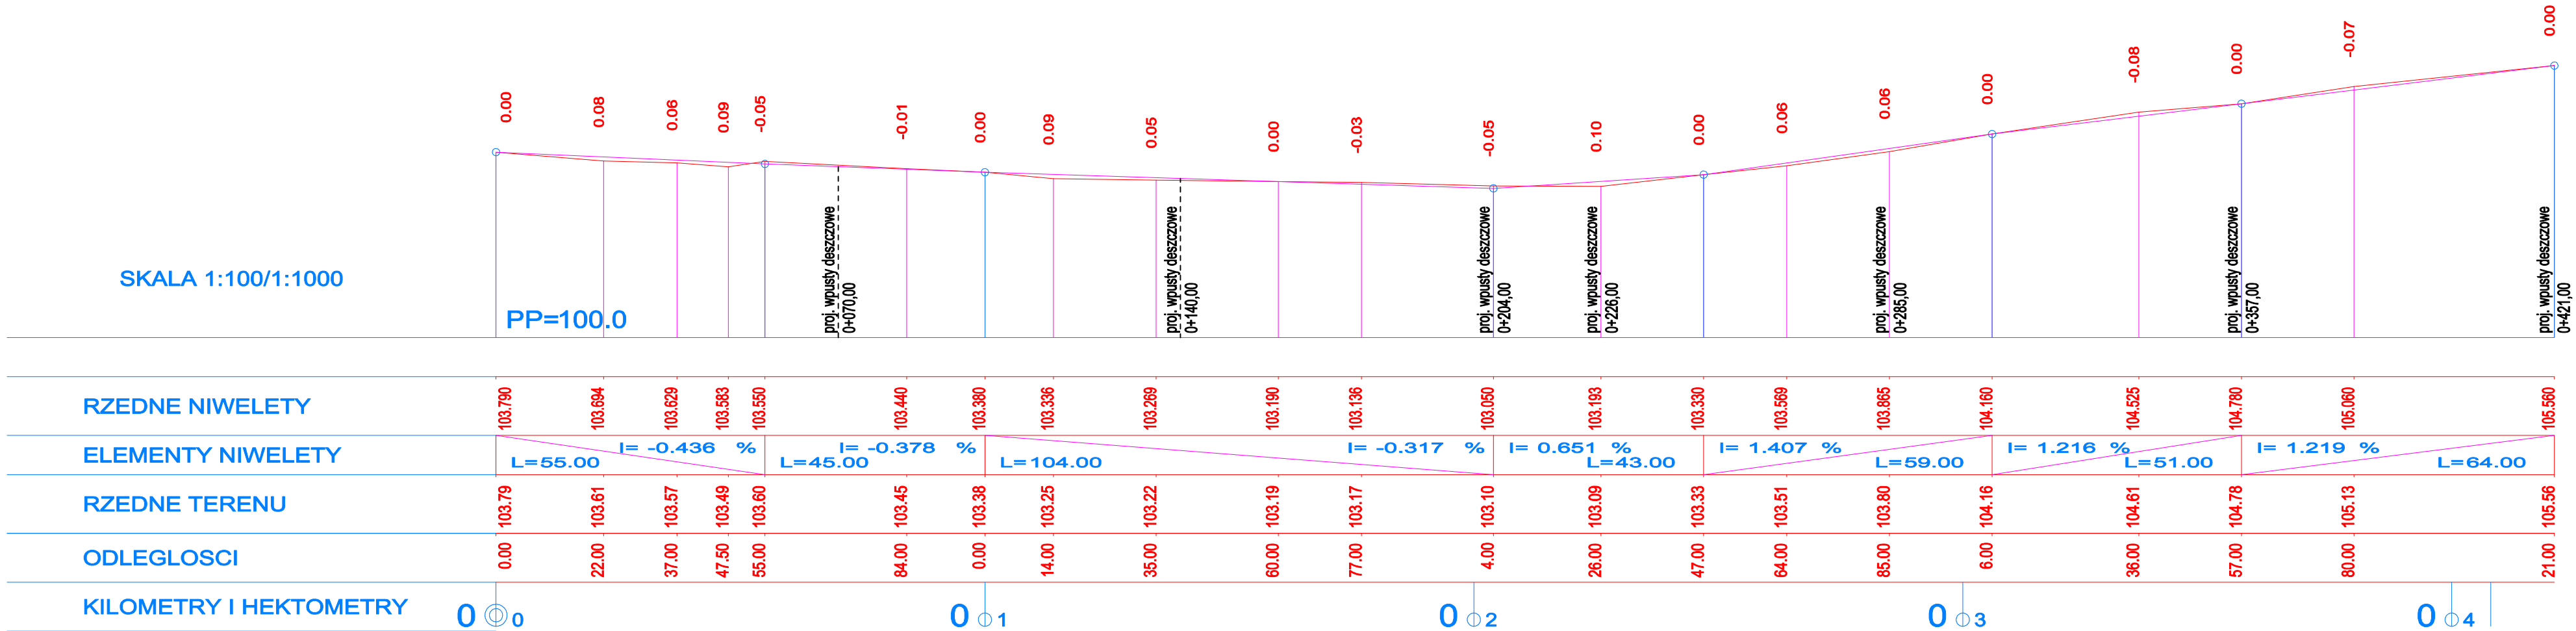 0.00 0.08 0.06 0.09 -0.05 -0.01 0.00 0.09 0.05 0.00 -0.03 -0.05 0.10 0.00 0.06 0.06 0.00 -0.08 0.00 -0.07 0.00
proj. wpusty deszczowe
0+070,00
proj. wpusty deszczowe
0+140,00
proj. wpusty deszczowe
0+204,00
proj. wpusty deszczowe
0+226,00
proj. wpusty deszczowe
0+285,00
proj. wpusty deszczowe
0+357,00
proj. wpusty deszczowe
0+421,00
SKALA 1:100/1:1000
PP=100.0
RZEDNE NIWELETY 103.790 103.694 103.629 103.583 103.550 103.440 103.380 103.336 103.269 103.190 103.136 103.050 103.193 103.330 103.569 103.865 104.160 104.525 104.780 105.060 105.560
ELEMENTY NIWELETY
I= -0.436 % I= -0.378 % I= -0.317 % I= 0.651 % I= 1.407 % I= 1.216 % I= 1.219 %
L=55.00 L=45.00 L=104.00 L=43.00 L=59.00 L=51.00 L=64.00
RZEDNE TERENU 103.79 103.61 103.57 103.49 103.60 103.45 103.38 103.25 103.22 103.19 103.17 103.10 103.09 103.33 103.51 103.80 104.16 104.61 104.78 105.13 105.56
ODLEGLOSCI 0.00 22.00 37.00 47.50 55.00 84.00 0.00 14.00 35.00 60.00 77.00 4.00 26.00 47.00 64.00 85.00 6.00 36.00 57.00 80.00 21.00
KILOMETRY I HEKTOMETRY 0 0 0 1 0 2 0 3 0 4